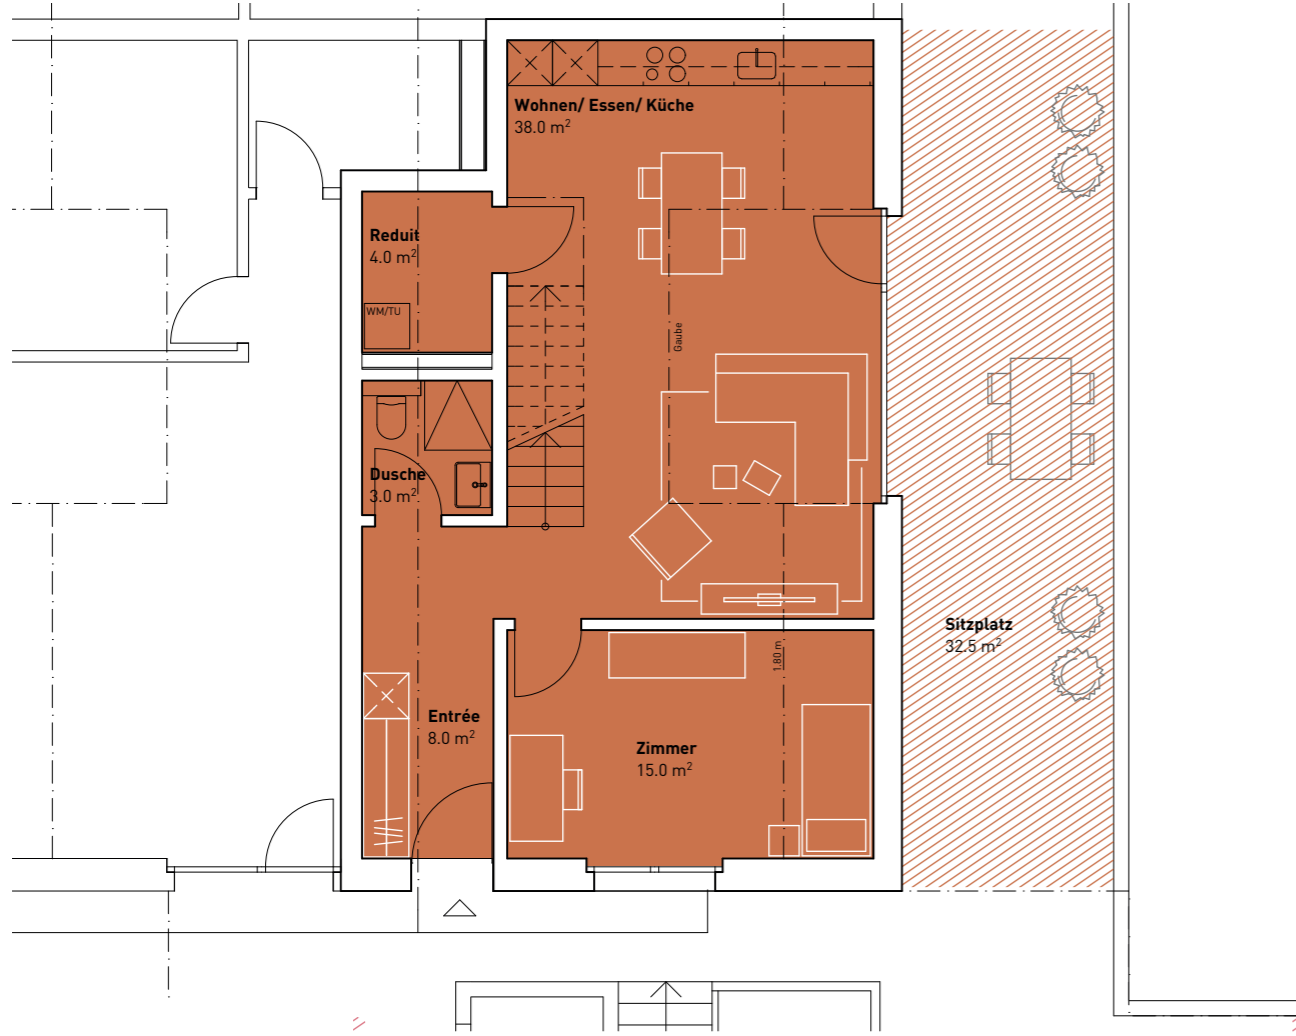 Wohnen/ Essen/ Küche
38.0 m²
Reduit
4.0 m²
WM/TU
Gaube
Dusche
3.0 m²
Sitzplatz
32.5 m²
1.80 m
Entrée
8.0 m²
Zimmer
15.0 m²